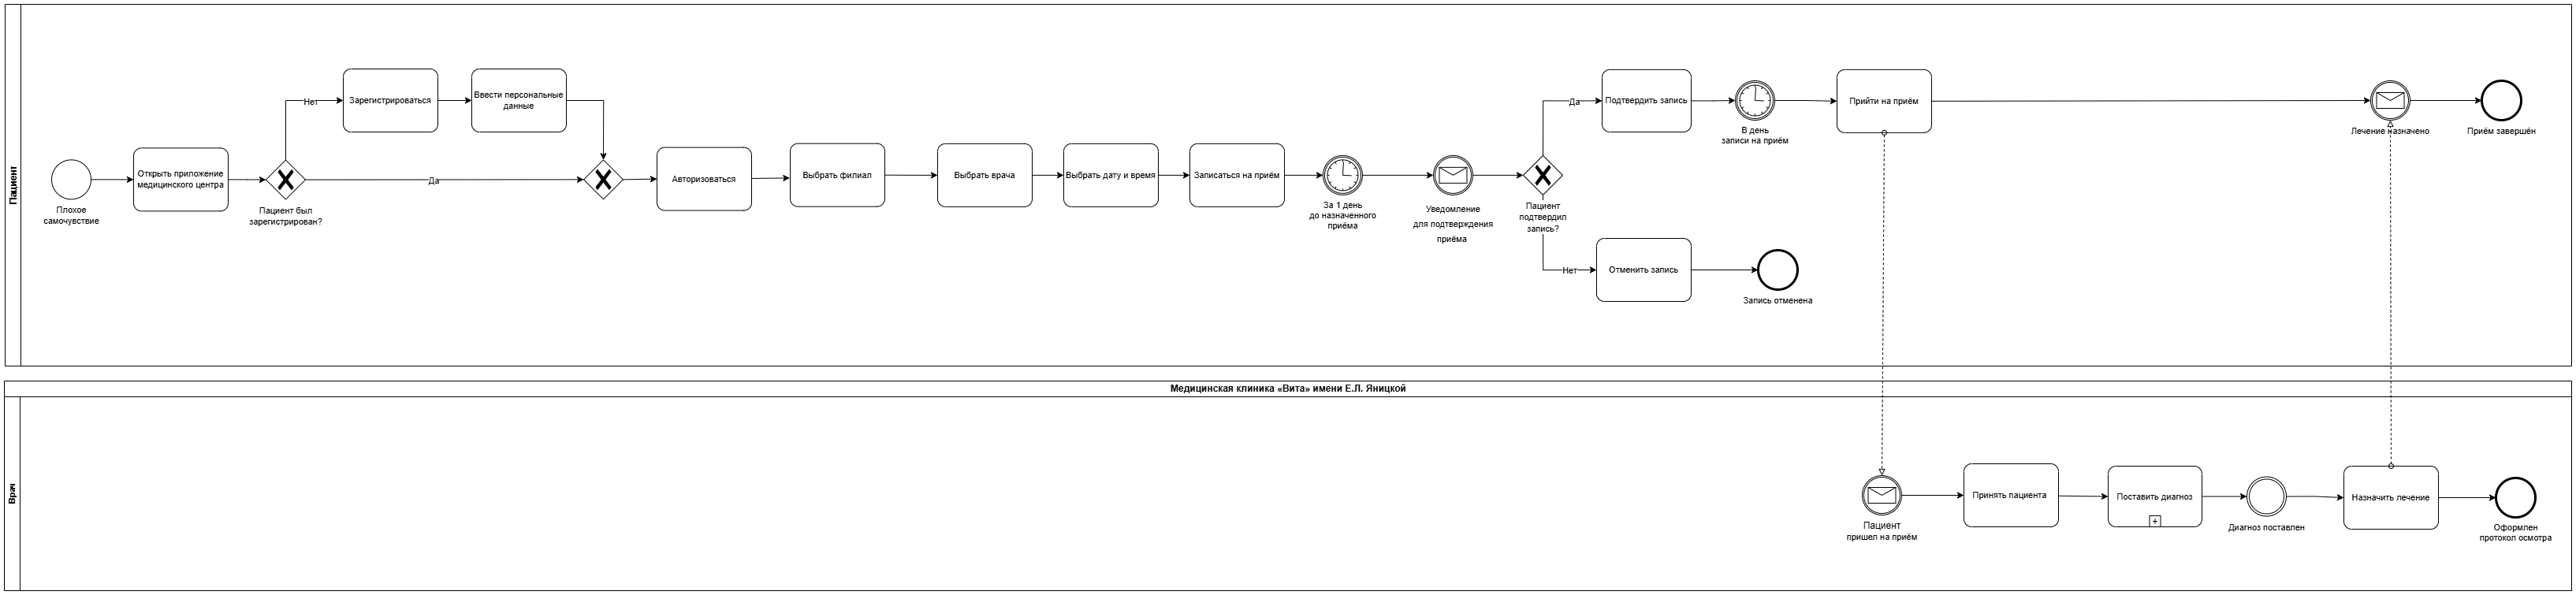 Пациент
Плохое
самочувствие
Открыть приложение
медицинского центра
Пациент был
зарегистрирован?
Нет
Зарегистрироваться
Ввести персональные
данные
Да
Авторизоваться
Выбрать филиал
Выбрать врача
Выбрать дату и время
Записаться на приём
За 1 день
до назначенного
приёма
Уведомление
для подтверждения
приёма
Пациент
подтвердил
запись?
Да
Подтвердить запись
В день
записи на приём
Прийти на приём
Лечение назначено
Приём завершён
Нет
Отменить запись
Запись отменена
Медицинская клиника «Вита» имени Е.Л. Яницкой
Врач
Пациент
пришел на приём
Принять пациента
Поставить диагноз
Диагноз поставлен
Назначить лечение
Оформлен
протокол осмотра